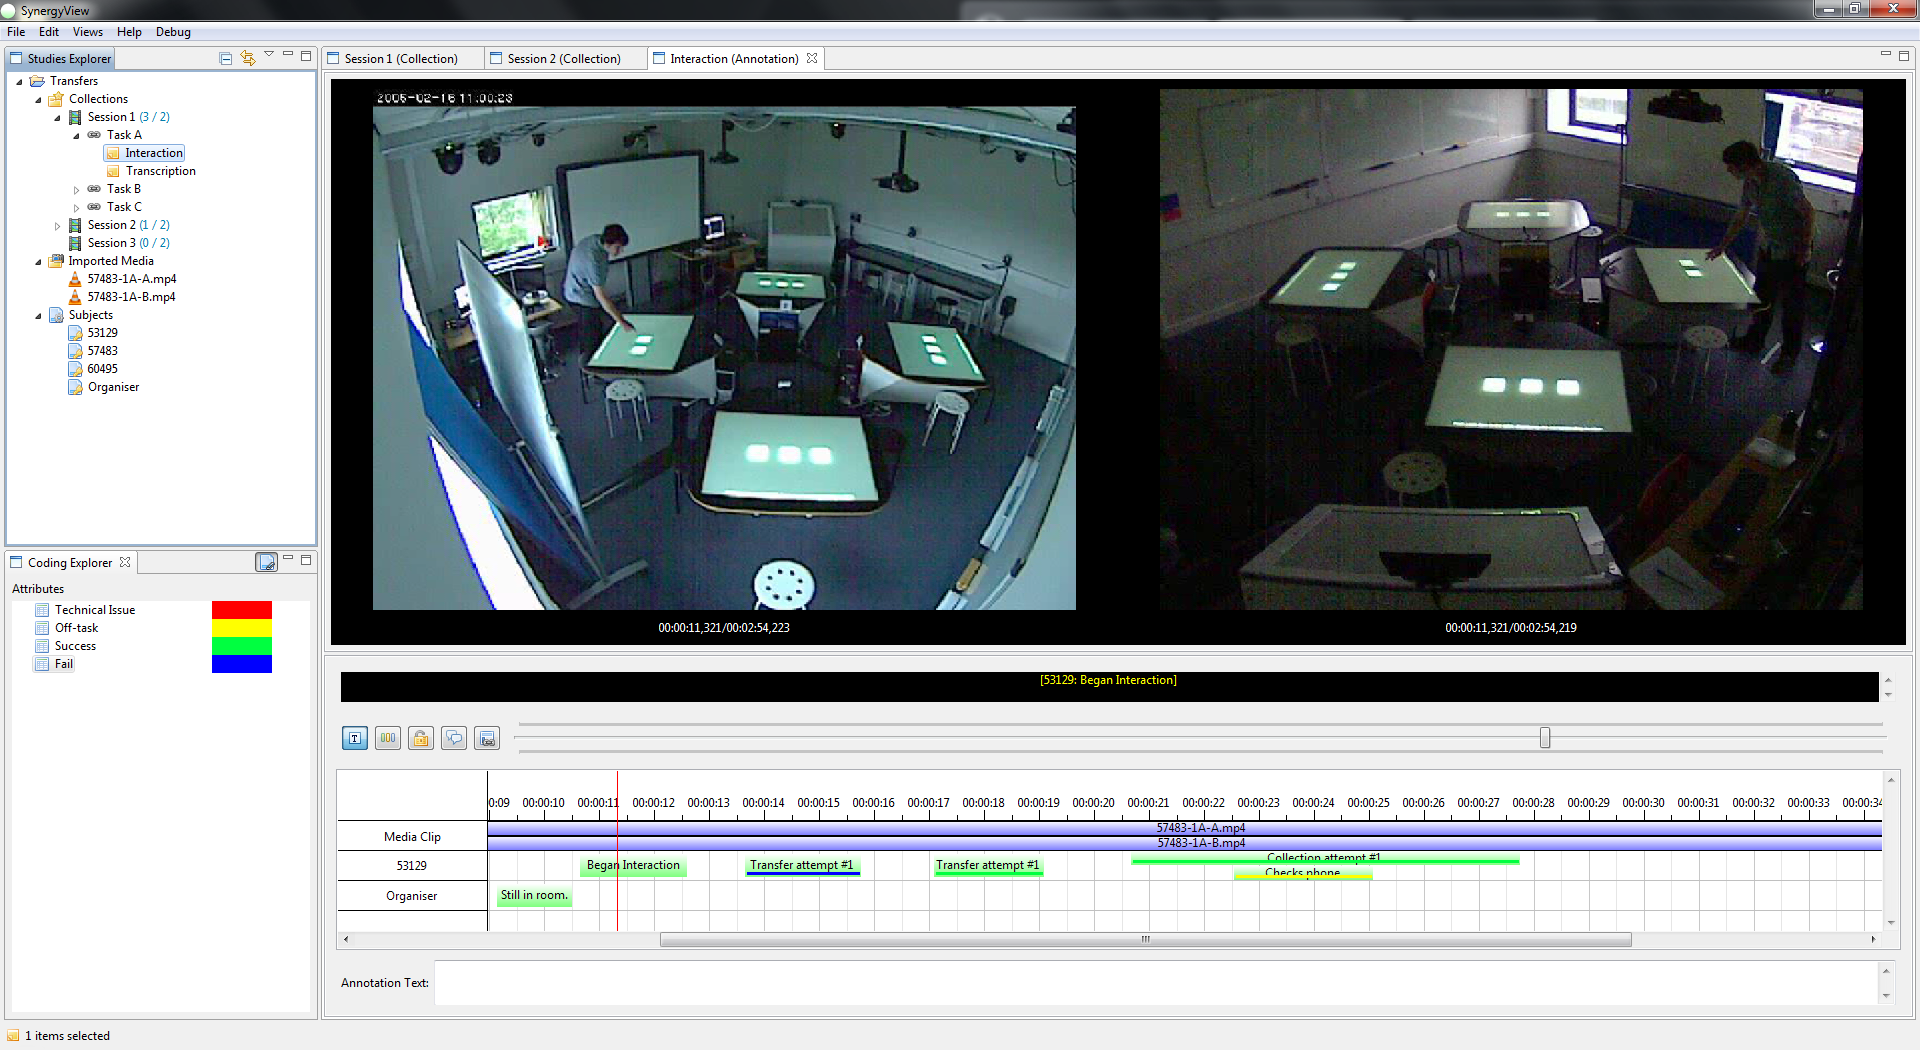 SynergyView
File Edit Views Help Debug
Studies Explorer
Transfers
Collections
Session 1 (3 / 2)
Task A
Interaction
Transcription
Task B
Task C
Session 2 (1 / 2)
Session 3 (0 / 2)
Imported Media
57483-1A-A.mp4
57483-1A-B.mp4
Subjects
53129
57483
60495
Organiser
Coding Explorer
Attributes
Technical Issue
Off-task
Success
Fail
Session 1 (Collection) Session 2 (Collection) Interaction (Annotation)
2006-02-16 11:00:23
00:00:11,321/00:02:54,223
00:00:11,321/00:02:54,219
[53129: Began Interaction]
T
0:09 00:00:10 00:00:11 00:00:12 00:00:13 00:00:14 00:00:15 00:00:16 00:00:17 00:00:18 00:00:19 00:00:20 00:00:21 00:00:22 00:00:23 00:00:24 00:00:25 00:00:26 00:00:27 00:00:28 00:00:29 00:00:30 00:00:31 00:00:32 00:00:33 00:00:34
Media Clip
57483-1A-A.mp4
57483-1A-B.mp4
53129
Began Interaction Transfer attempt #1 Transfer attempt #1 Collection attempt #1
Checks phone
Organiser
Still in room.
Annotation Text:
1 items selected